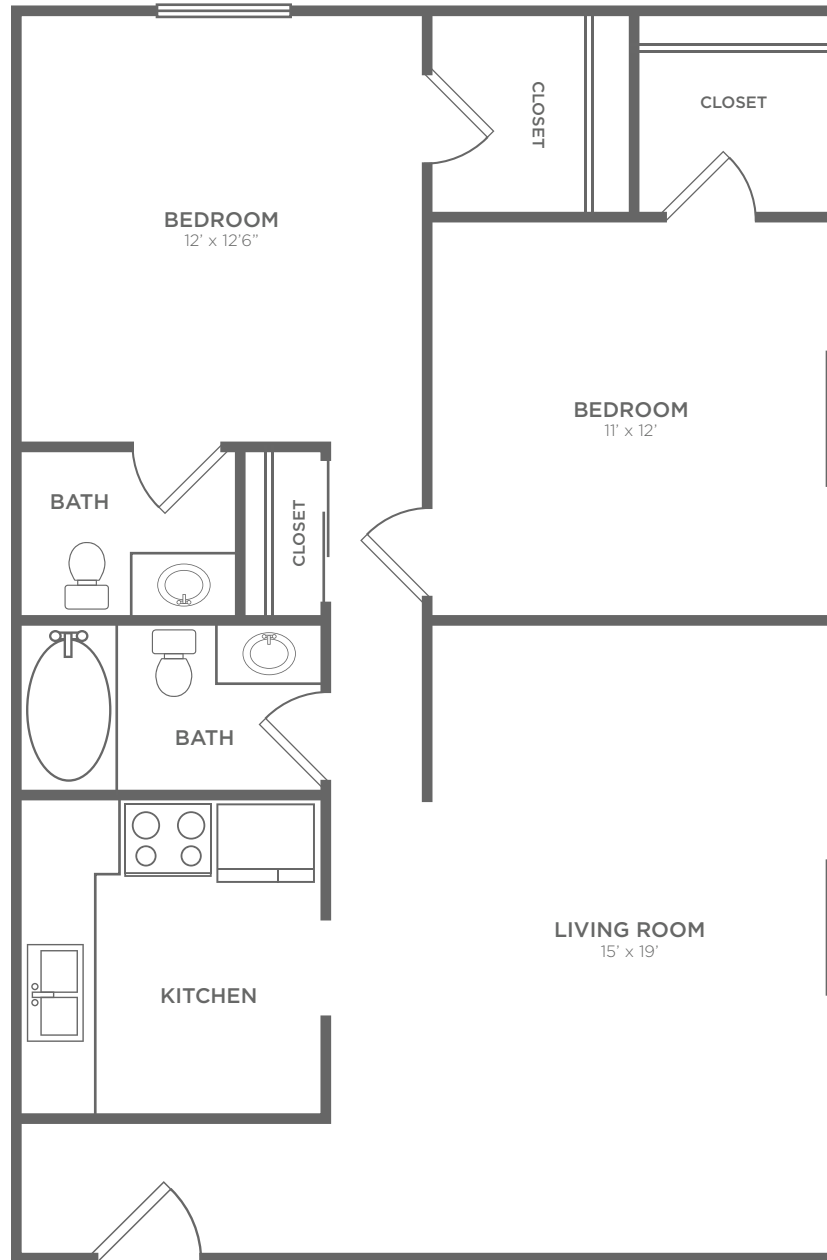 CLOSET
CLOSET
BEDROOM
12’ x 12’6”
BEDROOM
11’ x 12’
BATH
CLOSET
BATH
LIVING ROOM
15’ x 19’
KITCHEN